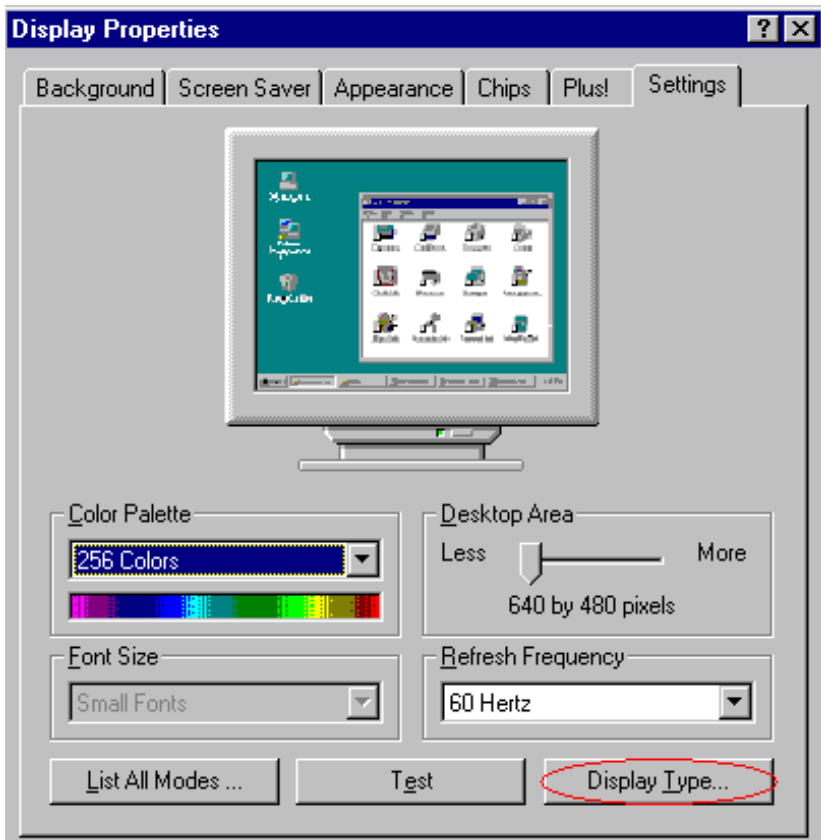 Display Properties
Background Screen Saver Appearance Chips Plus! Settings
Color Palette
256 Colors
Desktop Area
Less More
640 by 480 pixels
Font Size
Small Fonts
Refresh Frequency
60 Hertz
List All Modes ... Test Display Type...